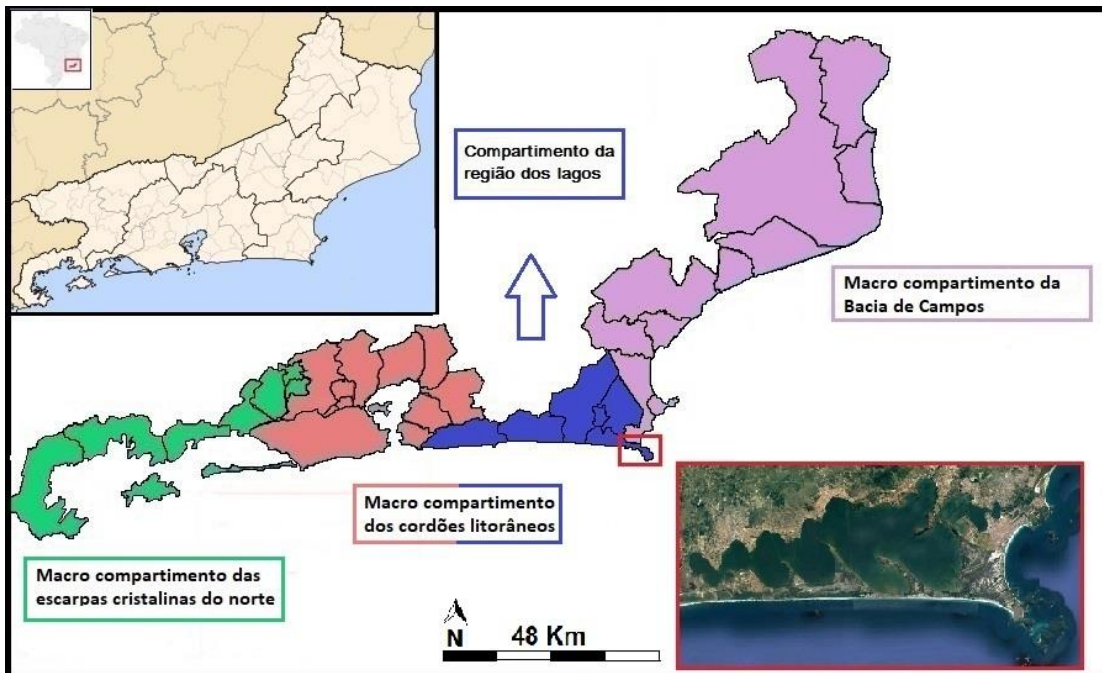 Compartimento da
região dos lagos
Macro compartimento da
Bacia de Campos
Macro compartimento
dos cordões litorâneos
Macro compartimento das
escarpas cristalinas do norte
N
48 Km